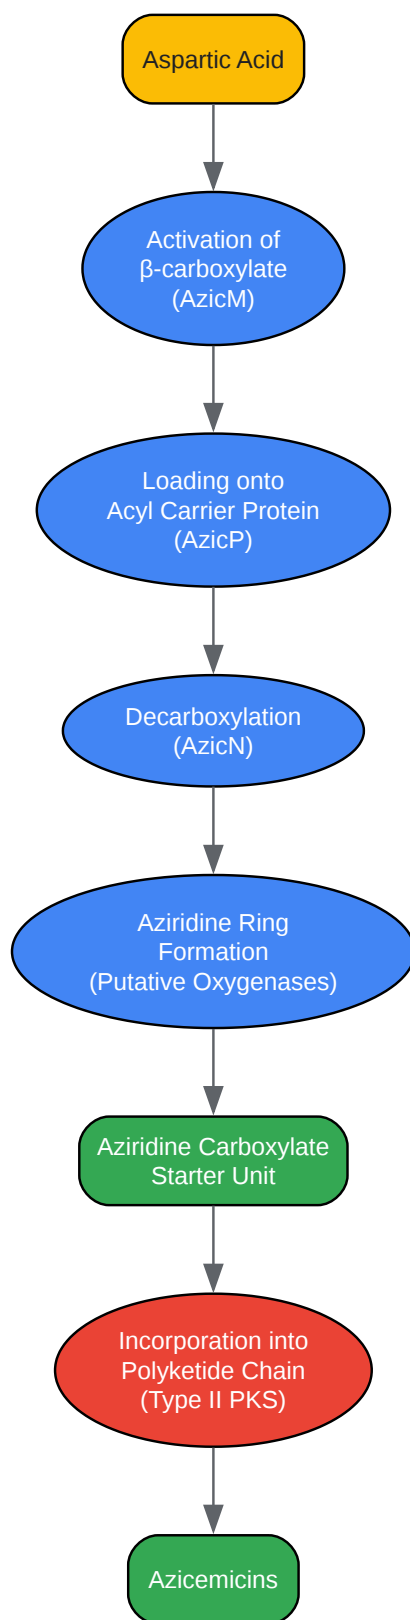 Aspartic Acid
Activation of
β-carboxylate
(AzicM)
Loading onto
Acyl Carrier Protein
(AzicP)
Decarboxylation
(AzicN)
Aziridine Ring
Formation
(Putative Oxygenases)
Aziridine Carboxylate
Starter Unit
Incorporation into
Polyketide Chain
(Type II PKS)
Azicemicins